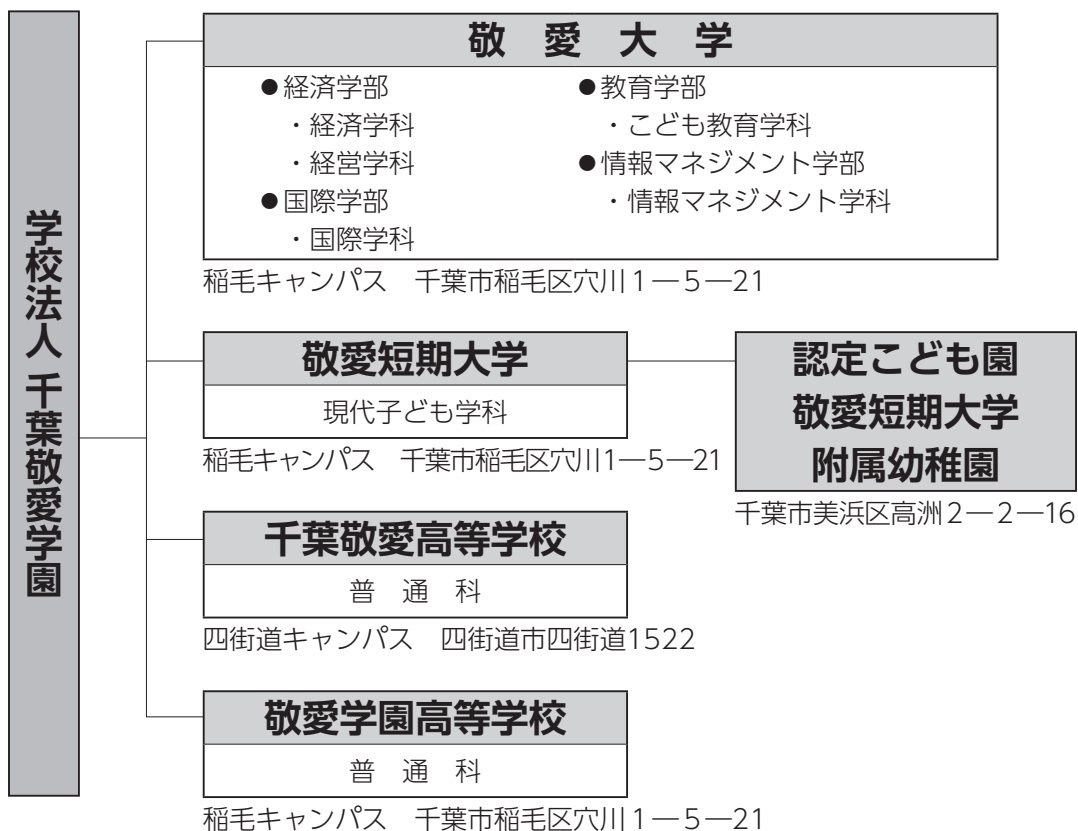 学校法人 千葉敬愛学園
敬愛大学
●経済学部
・経済学科
・経営学科
●国際学部
・国際学科
●教育学部
・こども教育学科
●情報マネジメント学部
・情報マネジメント学科
稲毛キャンパス　千葉市稲毛区穴川1―5―21
敬愛短期大学
現代子ども学科
稲毛キャンパス　千葉市稲毛区穴川1―5―21
認定こども園
敬愛短期大学
附属幼稚園
千葉市美浜区高洲2―2―16
千葉敬愛高等学校
普　通　科
四街道キャンパス　四街道市四街道1522
敬愛学園高等学校
普　通　科
稲毛キャンパス　千葉市稲毛区穴川1―5―21